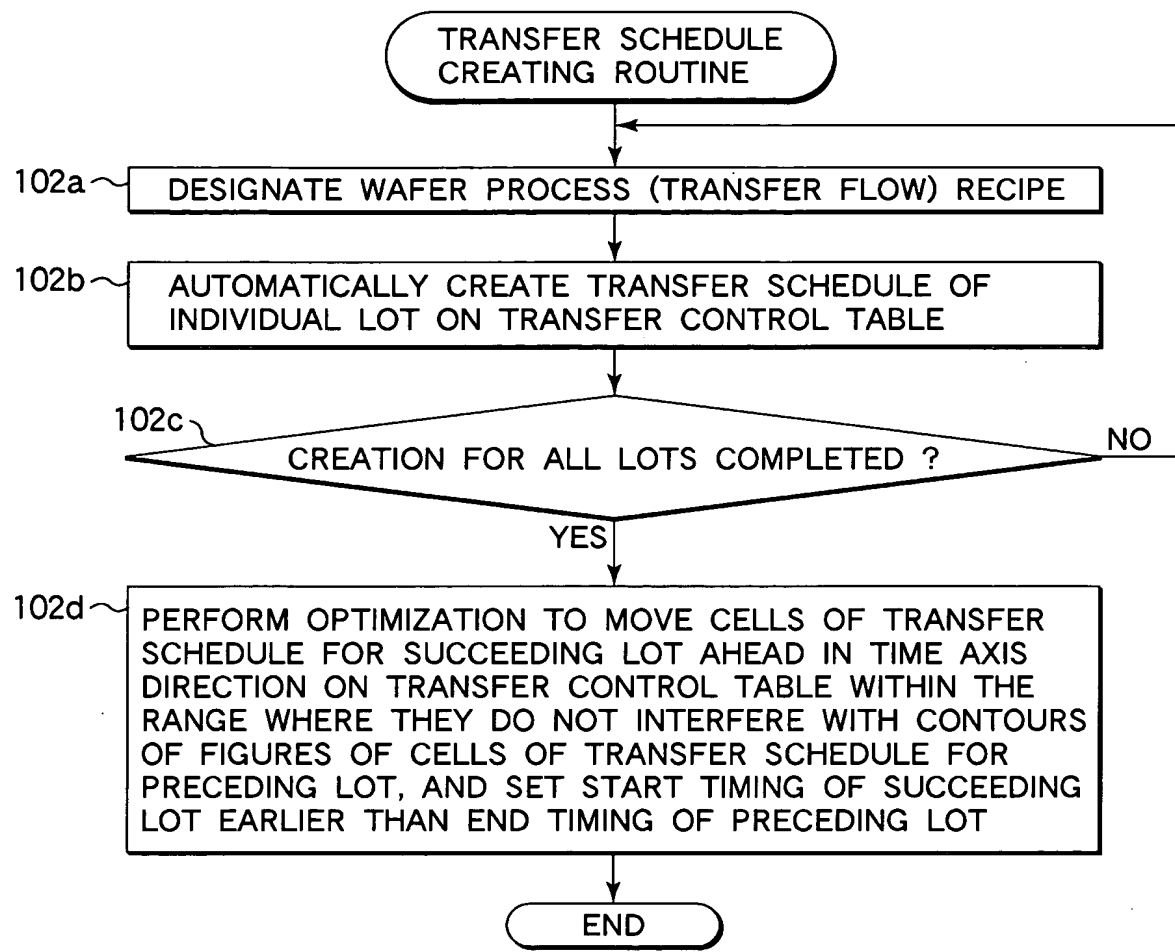 TRANSFER SCHEDULE
CREATING ROUTINE
102a
DESIGNATE WAFER PROCESS (TRANSFER FLOW) RECIPE
102b
AUTOMATICALLY CREATE TRANSFER SCHEDULE OF
INDIVIDUAL LOT ON TRANSFER CONTROL TABLE
102c
CREATION FOR ALL LOTS COMPLETED ?
NO
YES
102d
PERFORM OPTIMIZATION TO MOVE CELLS OF TRANSFER
SCHEDULE FOR SUCCEEDING LOT AHEAD IN TIME AXIS
DIRECTION ON TRANSFER CONTROL TABLE WITHIN THE
RANGE WHERE THEY DO NOT INTERFERE WITH CONTOURS
OF FIGURES OF CELLS OF TRANSFER SCHEDULE FOR
PRECEDING LOT, AND SET START TIMING OF SUCCEEDING
LOT EARLIER THAN END TIMING OF PRECEDING LOT
END